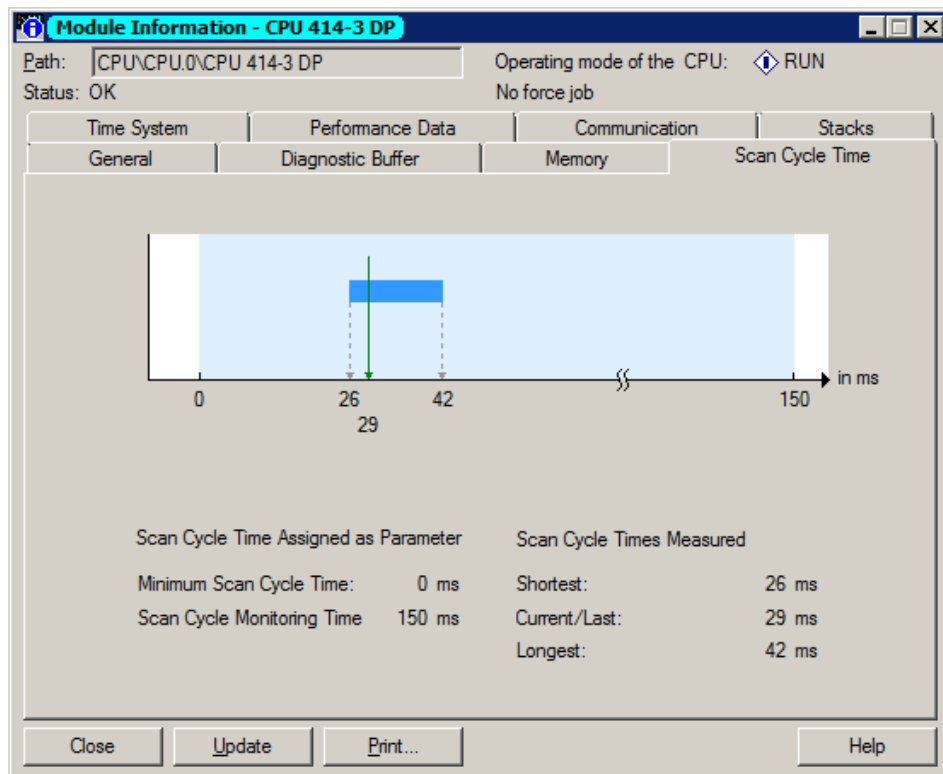 Module Information - CPU 414-3 DP
Path: CPU\CPU.0\CPU 414-3 DP Operating mode of the CPU: RUN
Status: OK No force job
Time System Performance Data Communication Stacks
General Diagnostic Buffer Memory Scan Cycle Time
in ms
0 26 42 150
29
Scan Cycle Time Assigned as Parameter Scan Cycle Times Measured
Minimum Scan Cycle Time: 0 ms Shortest: 26 ms
Scan Cycle Monitoring Time 150 ms Current/Last: 29 ms
Longest: 42 ms
Close Update Print... Help